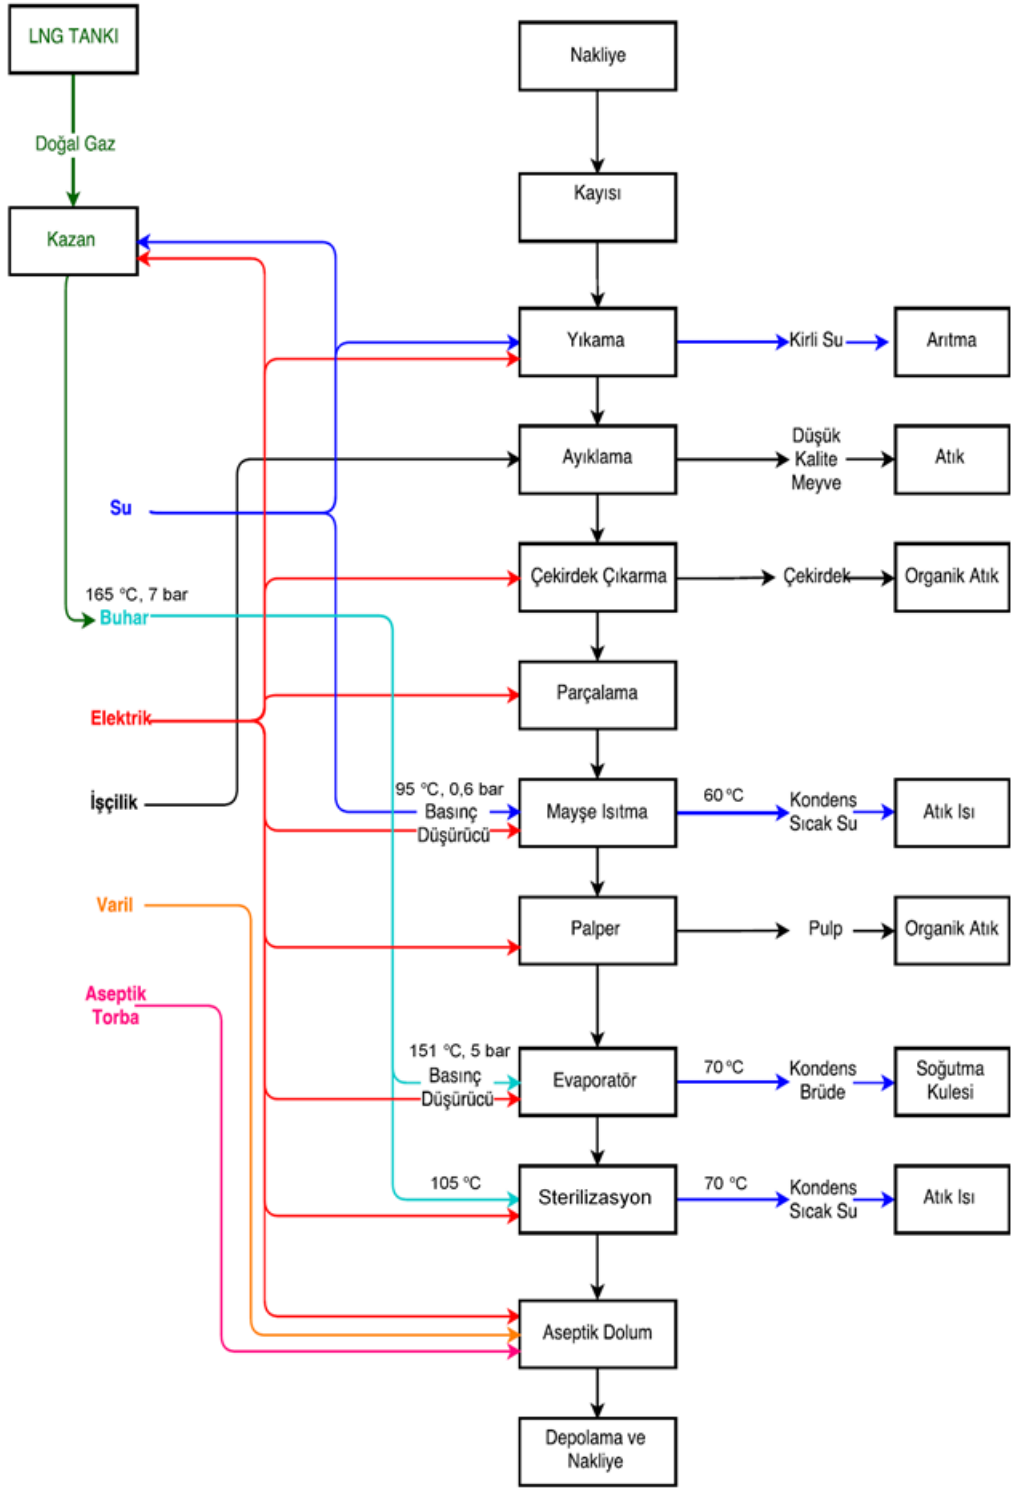 LNG TANKI
Nakliye
Doğal Gaz
Kayısı
Kazan
Yıkama
Kirli Su
Arıtma
Ayıklama
Düşük
Kalite
Meyve
Atık
Su
Çekirdek Çıkarma
Çekirdek
Organik Atık
165 °C, 7 bar
Buhar
Parçalama
Elektrik
İşçilik
95 °C, 0,6 bar
Basınç
Düşürücü
Mayşe Isıtma
60 °C
Kondens
Sıcak Su
Atık Isı
Varil
Palper
Pulp
Organik Atık
Aseptik
Torba
151 °C, 5 bar
Basınç
Düşürücü
Evaporatör
70 °C
Kondens
Brüde
Soğutma
Kulesi
105 °C
Sterilizasyon
70 °C
Kondens
Sıcak Su
Atık Isı
Aseptik Dolum
Depolama ve
Nakliye